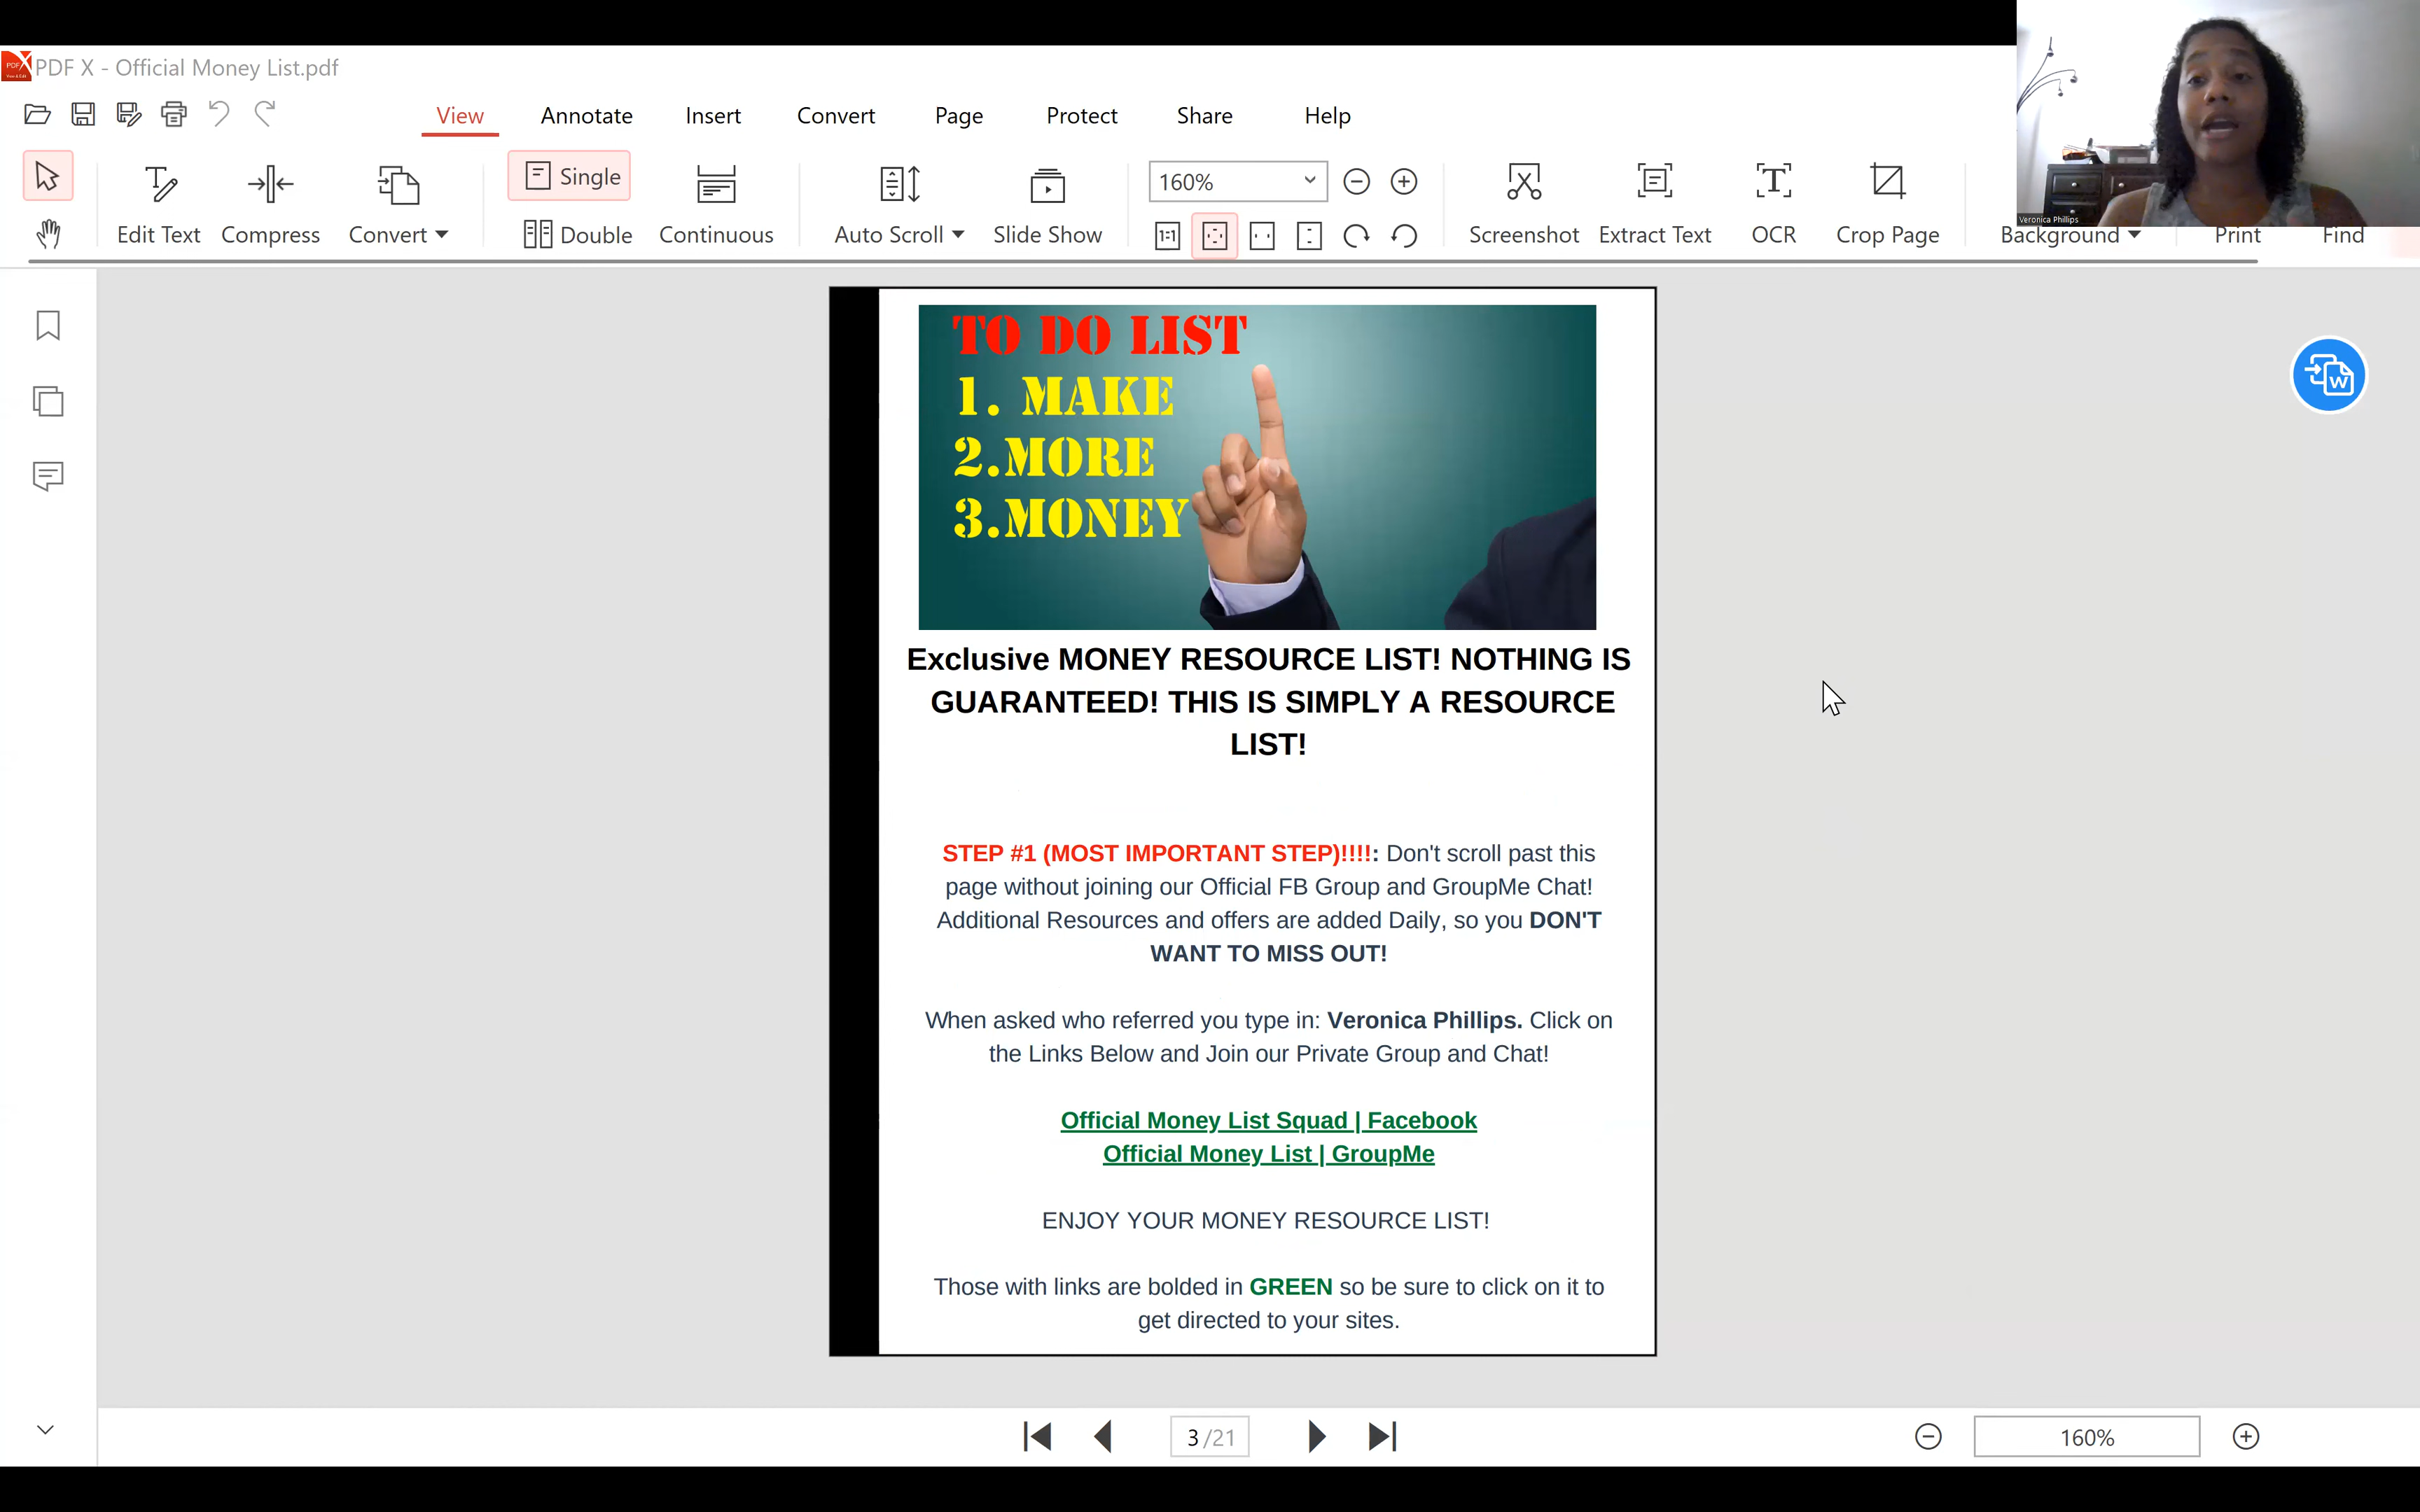 PDF X - Official Money List.pdf
Veronica Phillips
View Annotate Insert Convert Page Protect Share Help
Single 160%
Edit Text Compress Convert Double Continuous Auto Scroll Slide Show 1:1 Screenshot Extract Text OCR Crop Page Background Print Find
TO DO LIST
1. MAKE
2.MORE
3.MONEY
Exclusive MONEY RESOURCE LIST! NOTHING IS
GUARANTEED! THIS IS SIMPLY A RESOURCE
LIST!
STEP #1 (MOST IMPORTANT STEP)!!!!: Don't scroll past this
page without joining our Official FB Group and GroupMe Chat!
Additional Resources and offers are added Daily, so you DON'T
WANT TO MISS OUT!
When asked who referred you type in: Veronica Phillips. Click on
the Links Below and Join our Private Group and Chat!
Official Money List Squad | Facebook
Official Money List | GroupMe
ENJOY YOUR MONEY RESOURCE LIST!
Those with links are bolded in GREEN so be sure to click on it to
get directed to your sites.
3 /21 160%